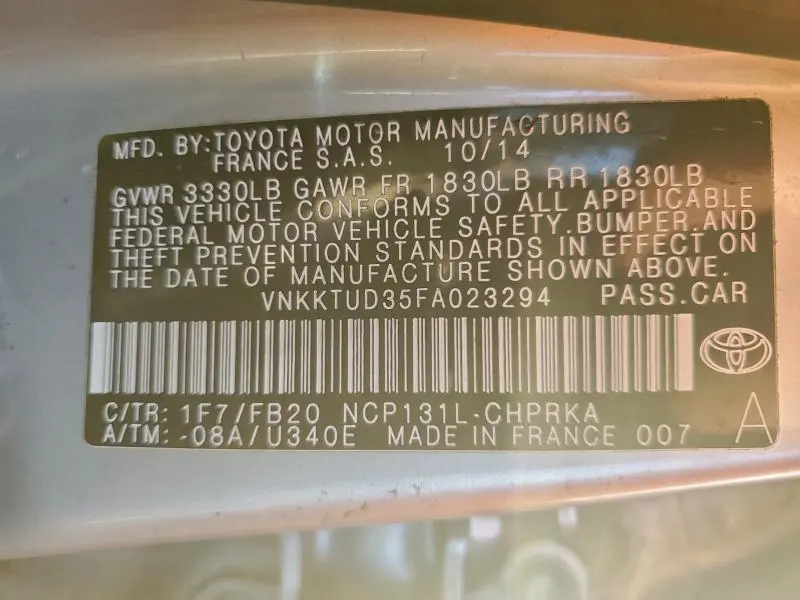 MFD. BY:TOYOTA MOTOR MANUFACTURING
FRANCE S.A.S. 10/14
GVWR 3330LB GAWR FR 1830LB RR 1830LB
THIS VEHICLE CONFORMS TO ALL APPLICABLE
FEDERAL MOTOR VEHICLE SAFETY.BUMPER.AND
THEFT PREVENTION STANDARDS IN EFFECT ON
THE DATE OF MANUFACTURE SHOWN ABOVE.
VNKKTUD35FA023294 PASS.CAR
C/TR: 1F7/FB20 NCP131L-CHPRKA
A/TM: -08A/U340E MADE IN FRANCE 007 A